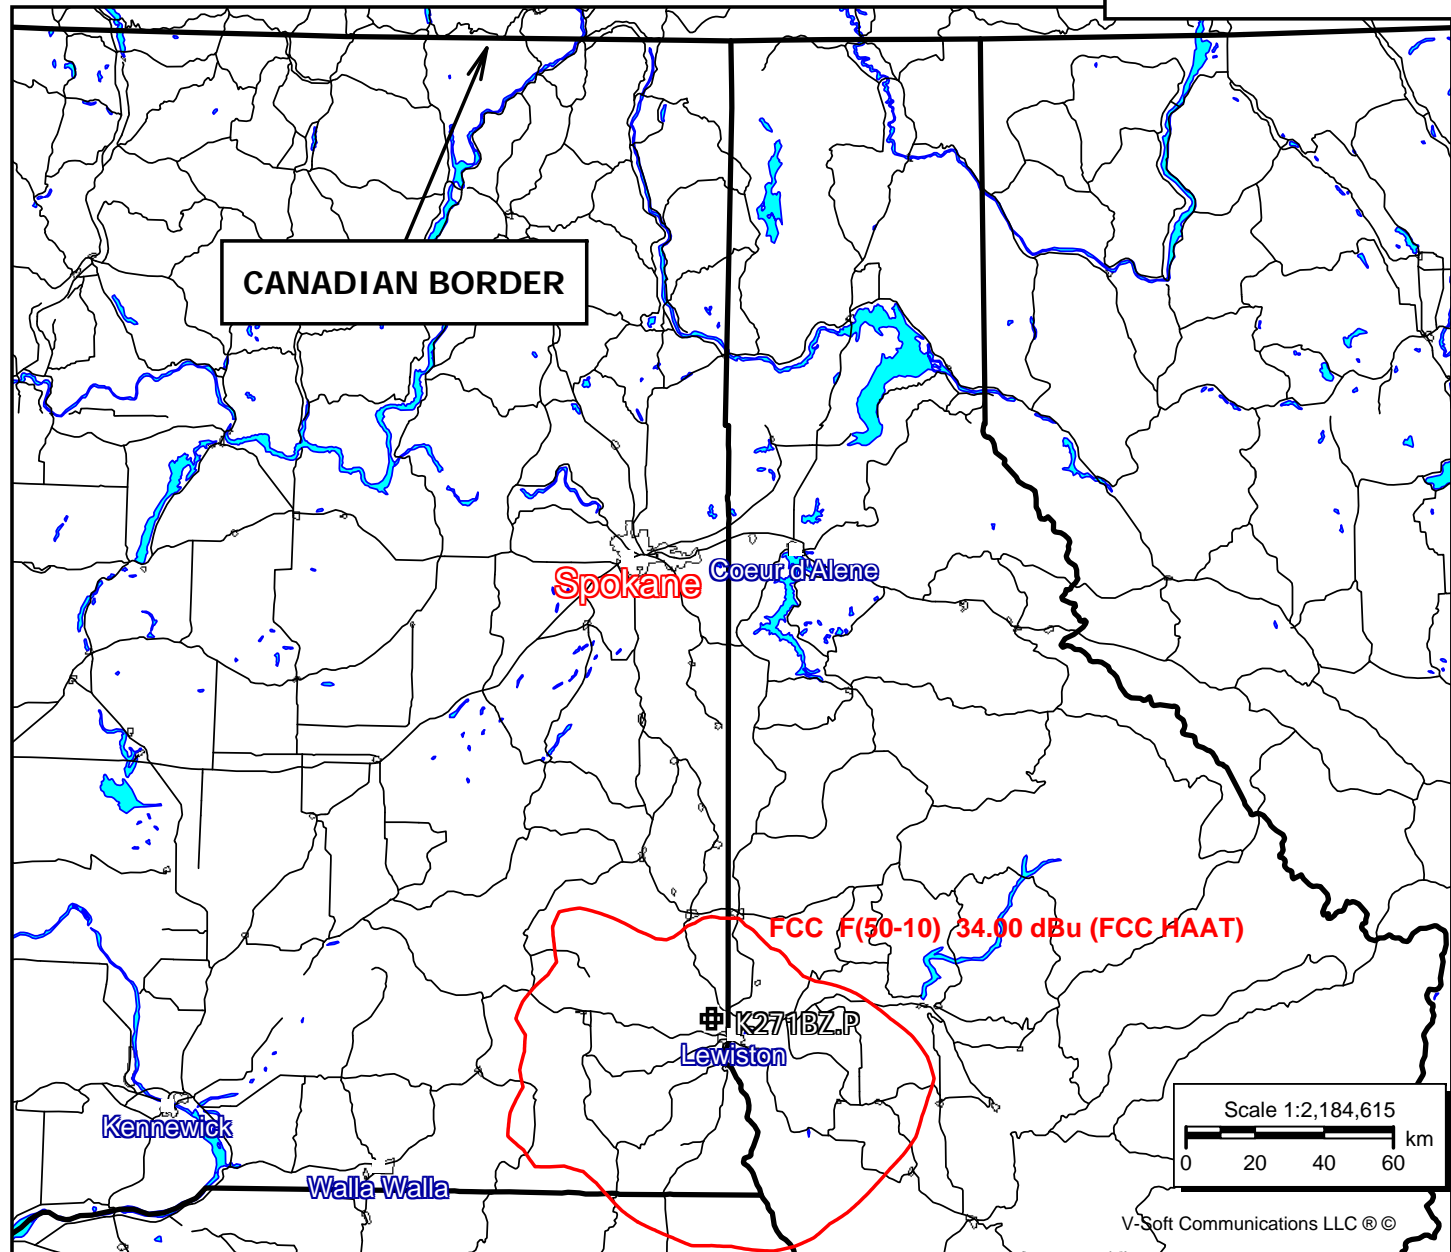 CANADIAN BORDER
Spokane
Coeur d'Alene
FCC F(50-10) 34.00 dBu (FCC HAAT)
K271BZ.P
Lewiston
Kennewick
Walla Walla
Scale 1:2,184,615
km
0 20 40 60
V-Soft Communications LLC ® ©